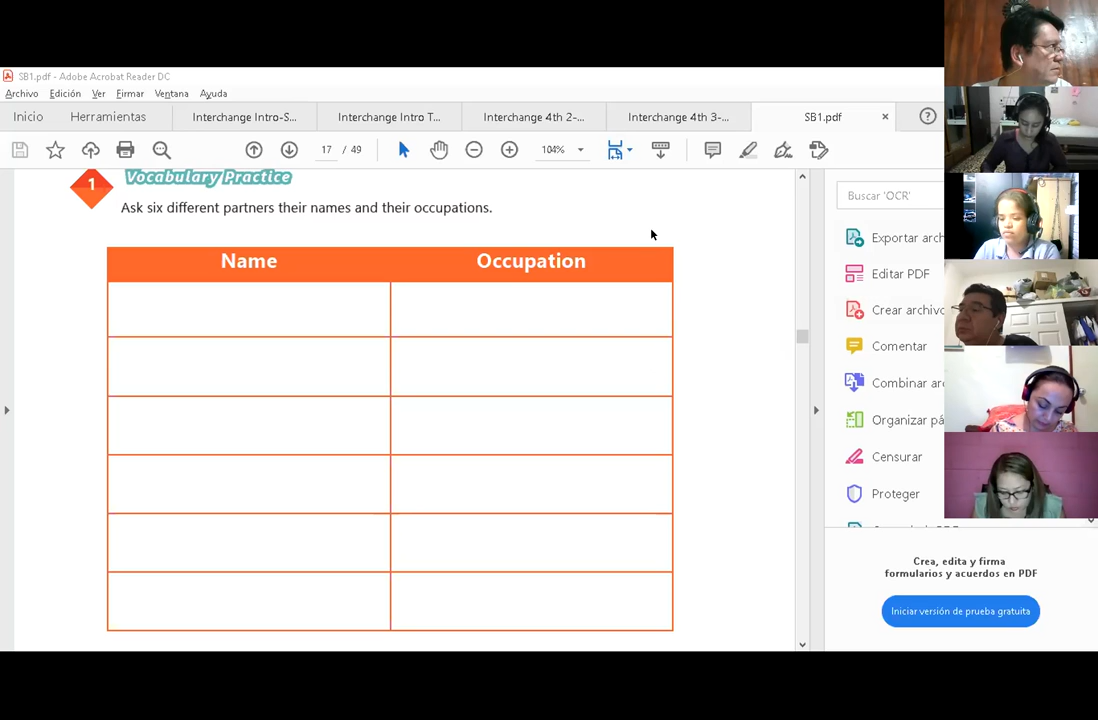 SB1.pdf - Adobe Acrobat Reader DC
Archivo Edición Ver Firmar Ventana Ayuda
Inicio Herramientas Interchange Intro-S... Interchange Intro T... Interchange 4th 2-... Interchange 4th 3-... SB1.pdf
17 / 49 104%
1 Vocabulary Practice
Ask six different partners their names and their occupations.
Name Occupation
Buscar 'OCR'
Exportar arch
Editar PDF
Crear archivo
Comentar
Combinar arc
Organizar pá
Censurar
Proteger
Crea, edita y firma
formularios y acuerdos en PDF
Iniciar versión de prueba gratuita